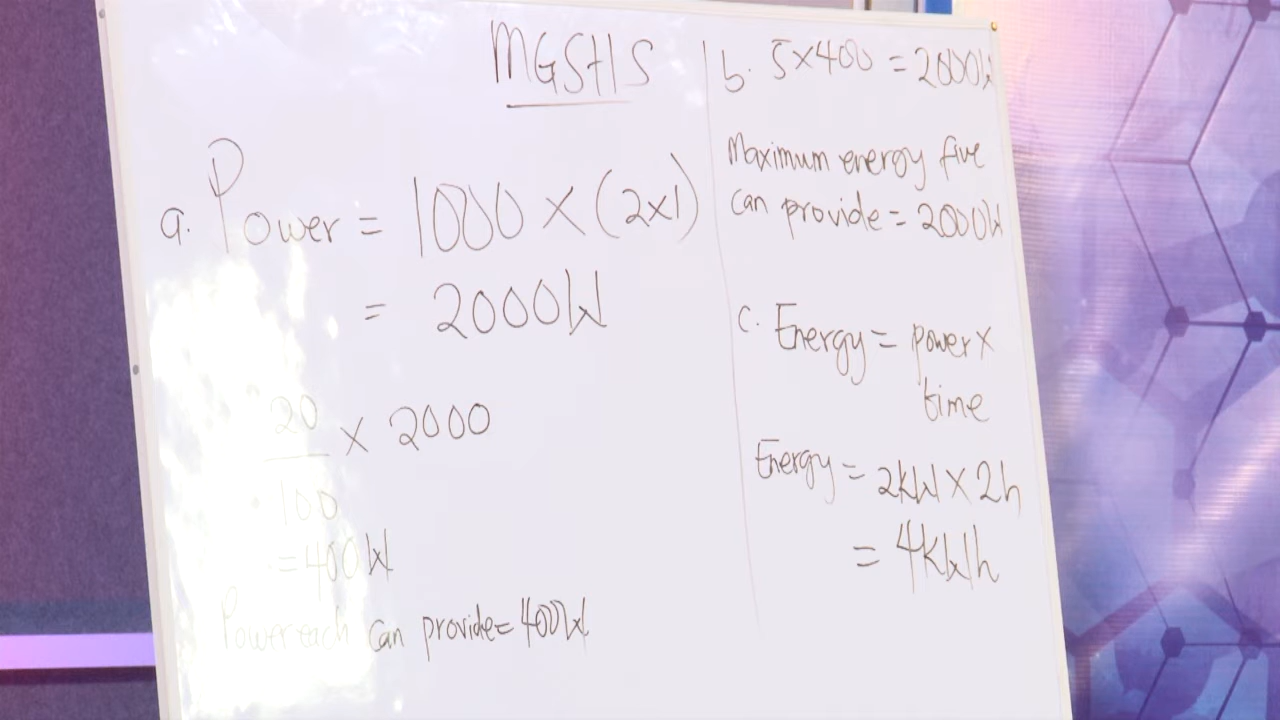 MGSHS
a. Power = 1000 × (2×1)
= 2000W
20
100
× 2000
= 400W
Power each can provide = 400W
b. 5×400 = 2000W
Maximum energy five
can provide = 2000W
c. Energy = power ×
time
Energy = 2kW × 2h
= 4kWh